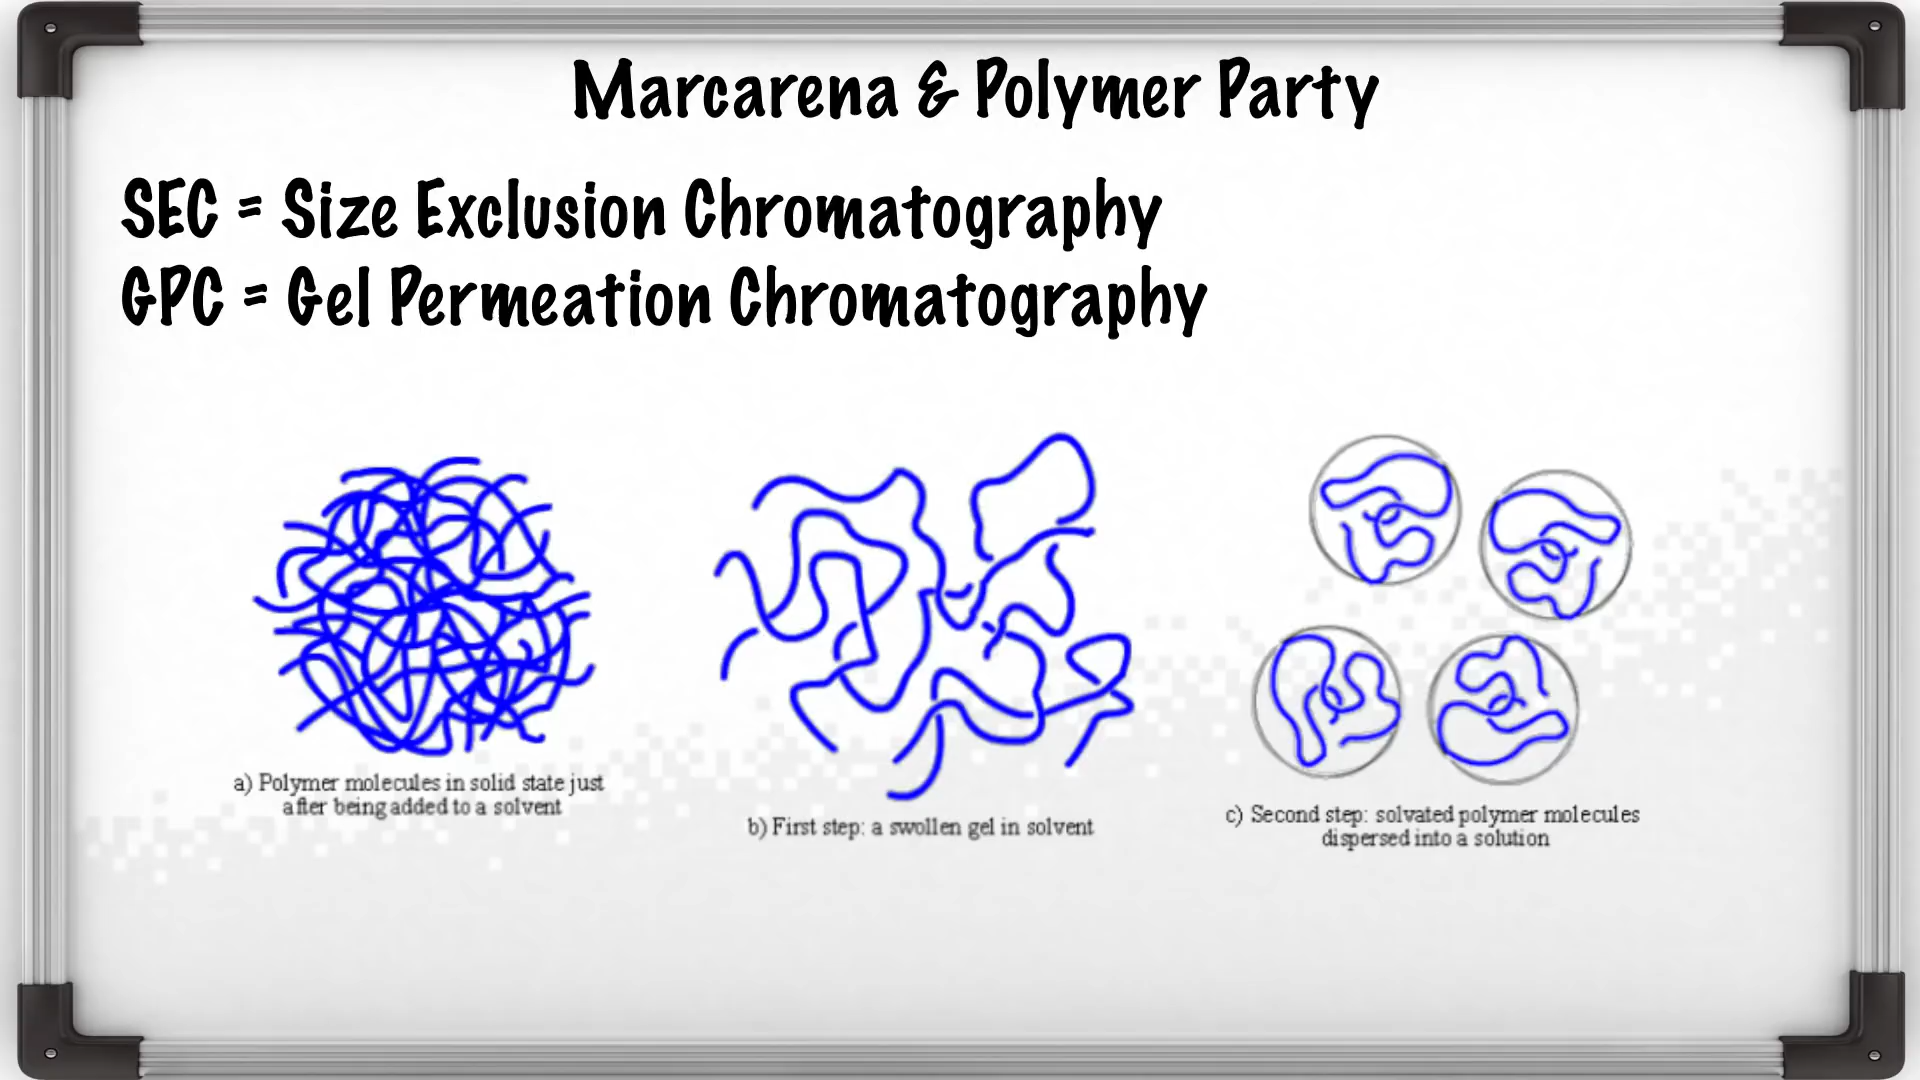 Marcarena & Polymer Party
SEC = Size Exclusion Chromatography
GPC = Gel Permeation Chromatography
a) Polymer molecules in solid state just
after being added to a solvent
b) First step: a swollen gel in solvent
c) Second step: solvated polymer molecules
dispersed into a solution